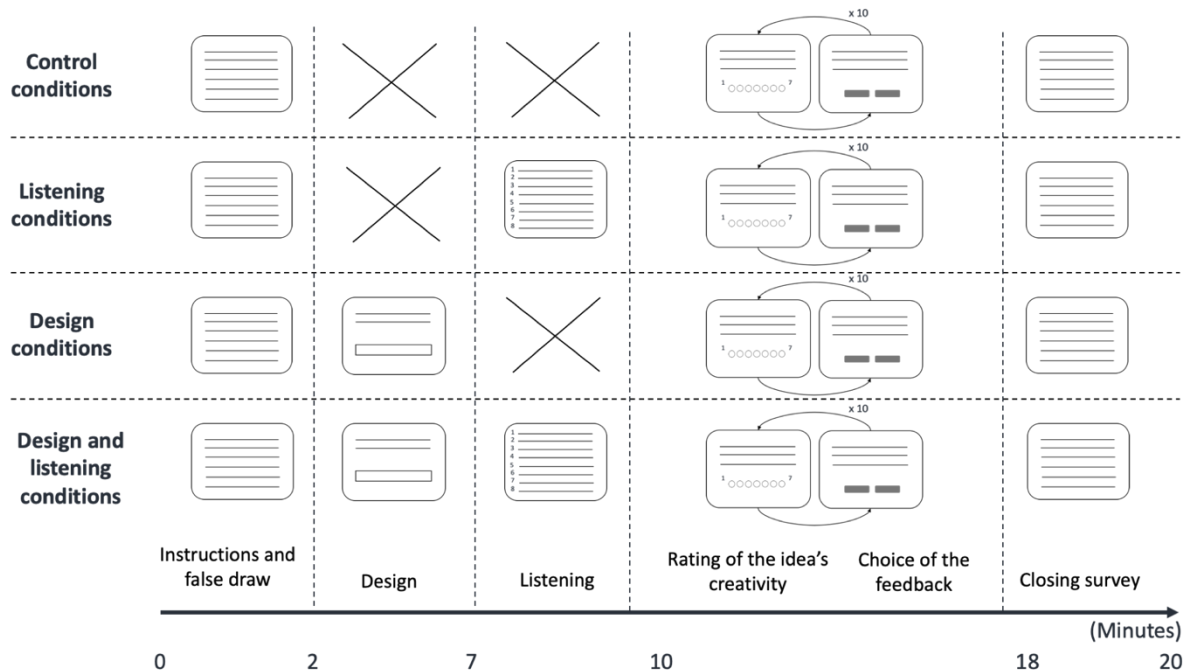 x 10
Control
conditions
1
7
x 10
Listening
conditions
1
2
3
4
5
6
7
8
1
7
x 10
Design
conditions
1
7
x 10
Design and
listening
conditions
1
2
3
4
5
6
7
8
1
7
Instructions and
false draw
Design
Listening
Rating of the idea's
creativity
Choice of the
feedback
Closing survey
(Minutes)
0 2 7 10 18 20